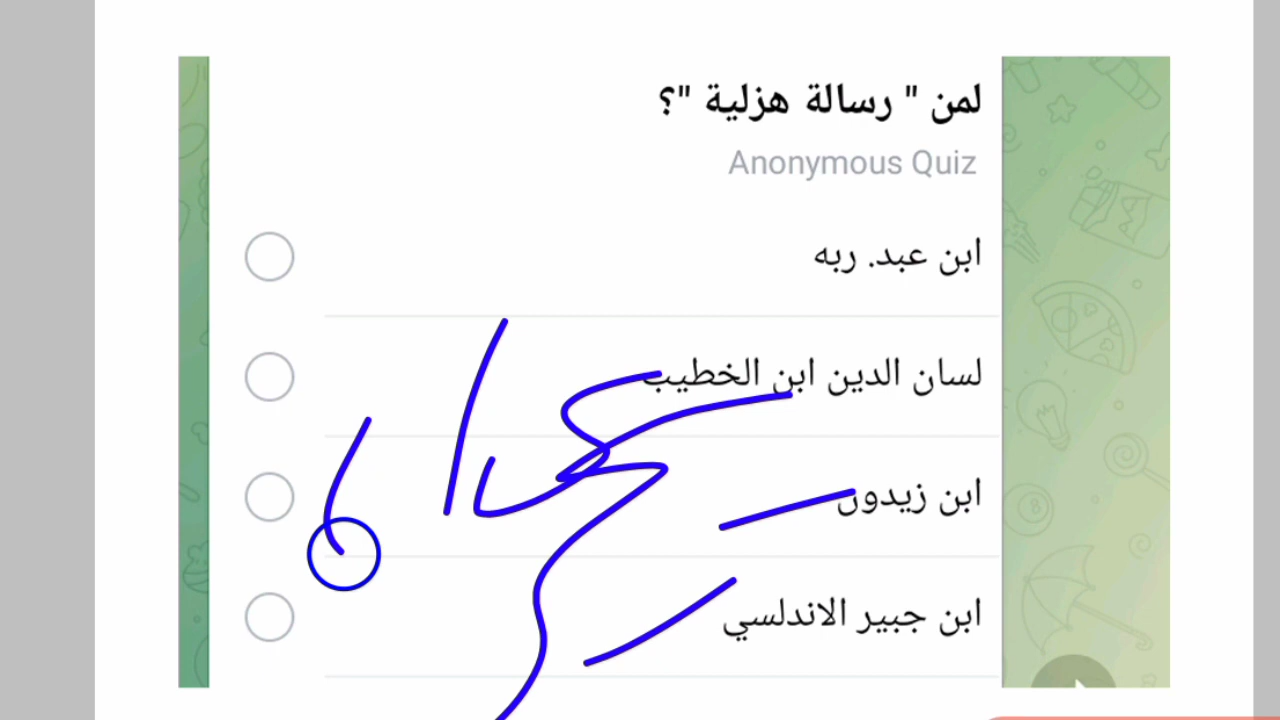 لمن " رسالة هزلية "؟
Anonymous Quiz
ابن عبد. ربه
لسان الدين ابن الخطيب
ابن زيدون
ابن جبير الاندلسي